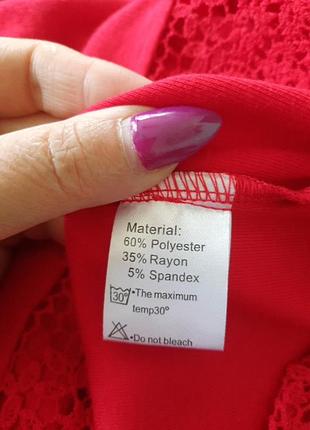 Material:
60% Polyester
35% Rayon
5% Spandex
30° •The maximum
temp30°
•Do not bleach